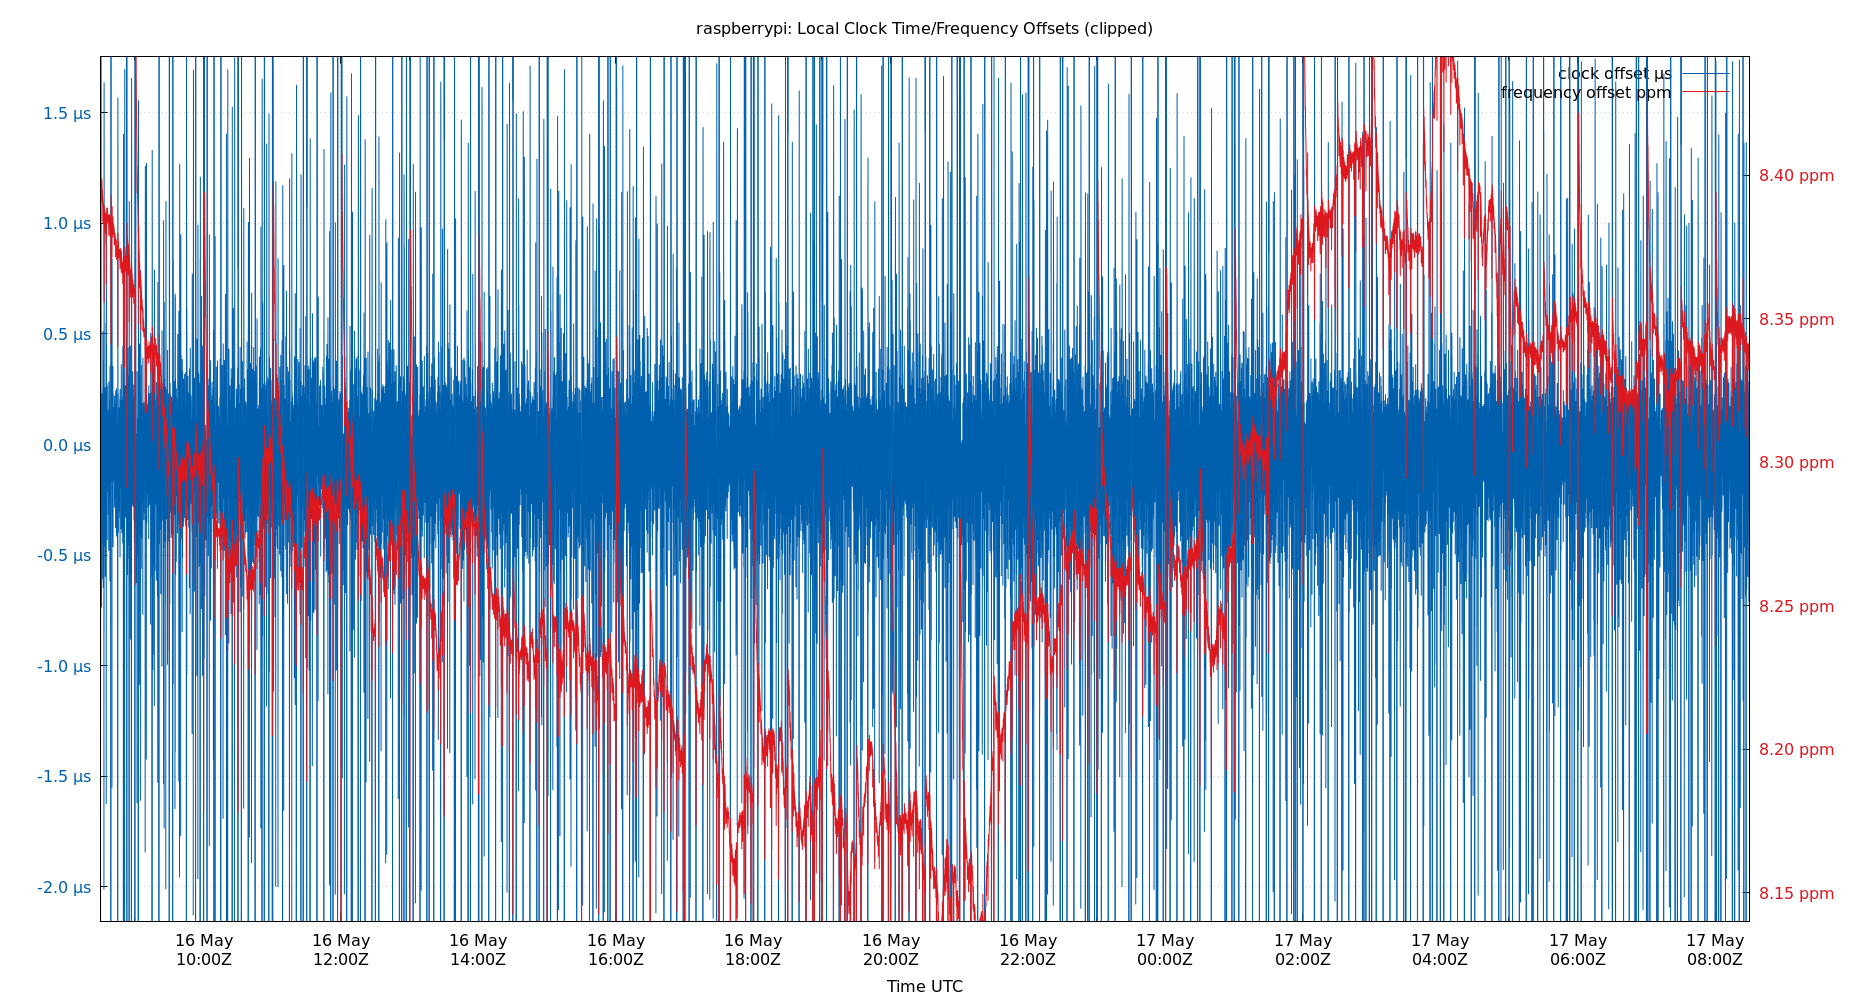 raspberrypi: Local Clock Time/Frequency Offsets (clipped)
clock offset µs
frequency offset ppm
1.5 µs
1.0 µs
0.5 µs
0.0 µs
-0.5 µs
-1.0 µs
-1.5 µs
-2.0 µs
8.40 ppm
8.35 ppm
8.30 ppm
8.25 ppm
8.20 ppm
8.15 ppm
16 May 16 May 16 May 16 May 16 May 16 May 16 May 17 May 17 May 17 May 17 May 17 May
10:00Z 12:00Z 14:00Z 16:00Z 18:00Z 20:00Z 22:00Z 00:00Z 02:00Z 04:00Z 06:00Z 08:00Z
Time UTC